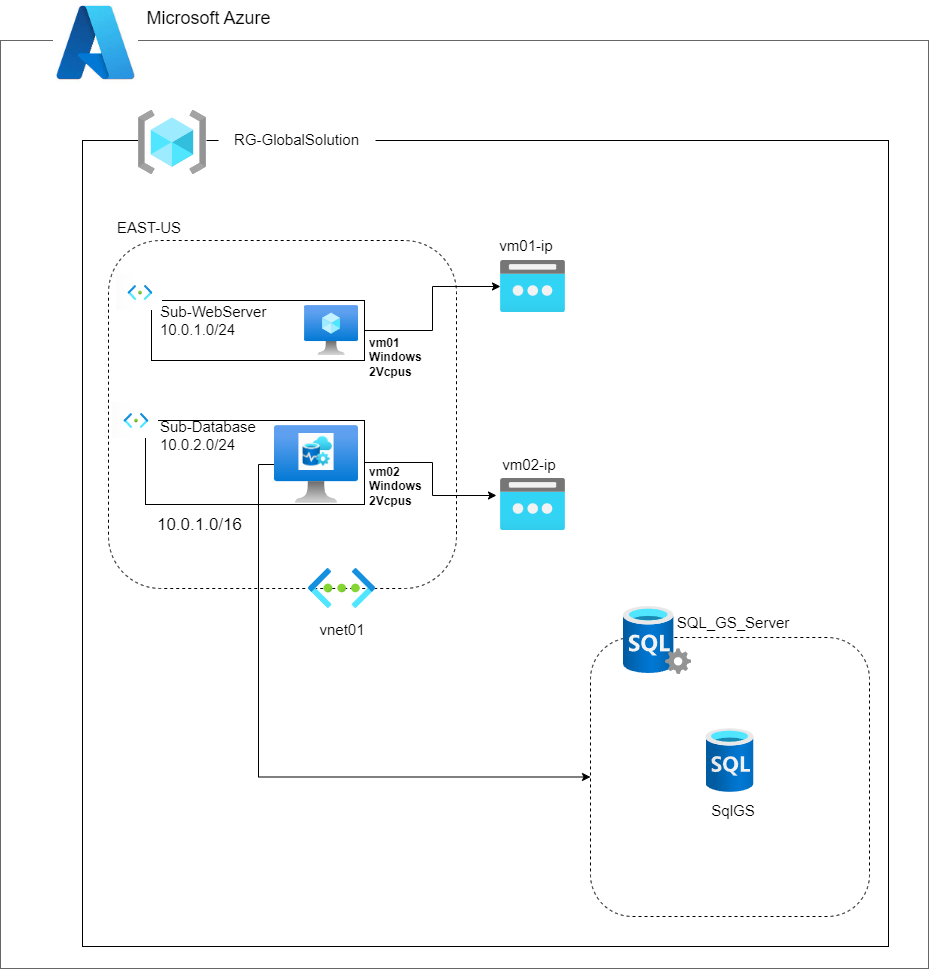 Microsoft Azure
RG-GlobalSolution
EAST-US
vm01-ip
Sub-WebServer
10.0.1.0/24
vm01
Windows
2Vcpus
Sub-Database
10.0.2.0/24
vm02
Windows
2Vcpus
vm02-ip
10.0.1.0/16
vnet01
SQL_GS_Server
SQL
SQL
SqlGS